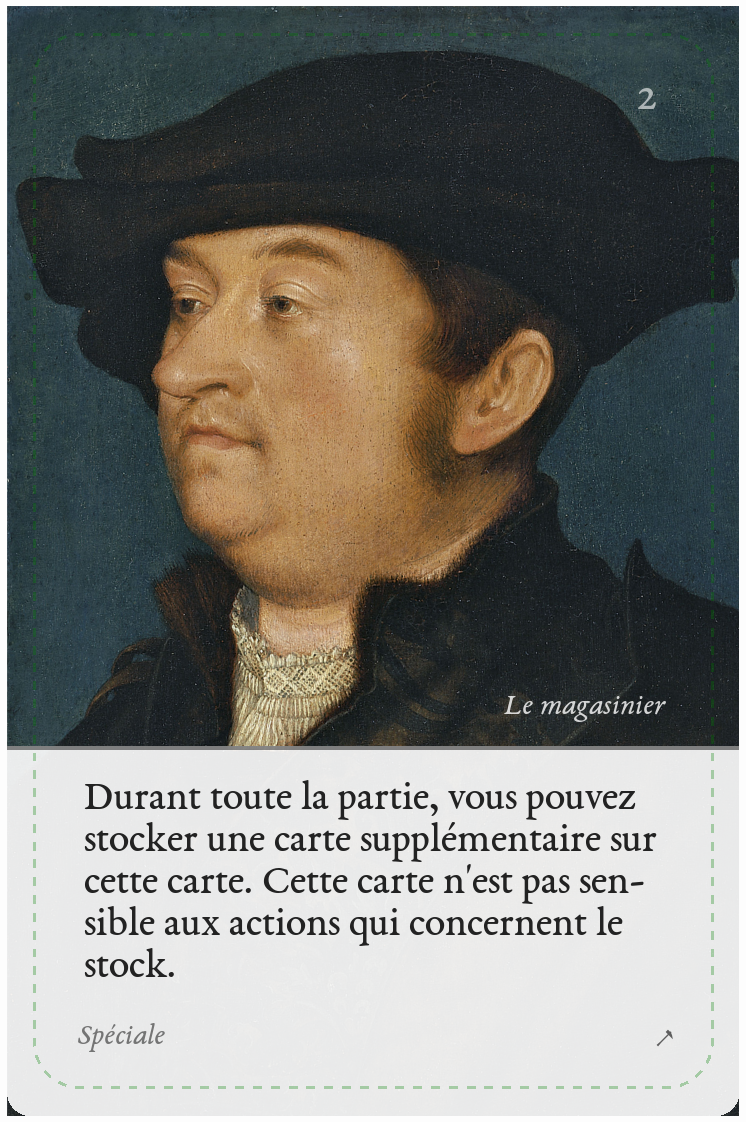 2
Le magasinier
Durant toute la partie, vous pouvez
stocker une carte supplémentaire sur
cette carte. Cette carte n'est pas sen-
sible aux actions qui concernent le
stock.
Spéciale